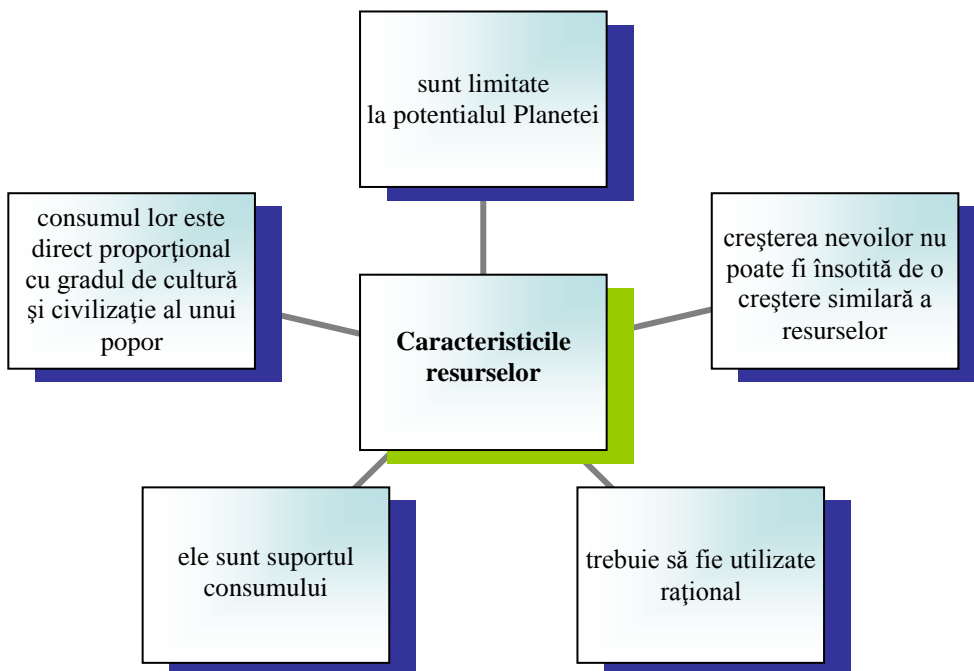 sunt limitate
la potentialul Planetei
consumul lor este
direct proporţional
cu gradul de cultură
şi civilizaţie al unui
popor
creşterea nevoilor nu
poate fi însotită de o
creştere similară a
resurselor
Caracteristicile
resurselor
ele sunt suportul
consumului
trebuie să fie utilizate
raţional